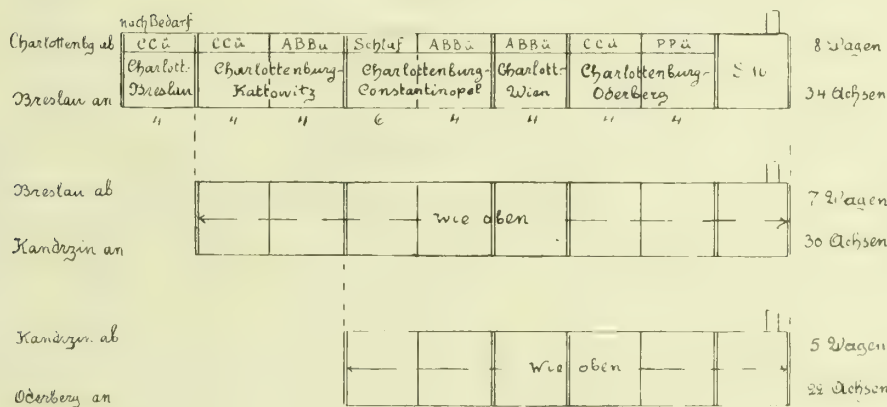 nach Bedarf
Charlottenbg ab CCü CCü ABBü Schlaf ABBü ABBü CCü PPü 8 Wagen
Charlott.- Charlottenburg- Charlottenburg- Charlott- Charlottenburg- S 10
Breslau an Breslau Kattowitz Constantinopel Wien Oderberg 34 Achsen
4 4 4 6 4 4 4 4
Breslau ab 7 Wagen
wie oben
Kandrzin an 30 Achsen
Kandrzin ab 5 Wagen
Wie oben
Oderberg an 22 Achsen